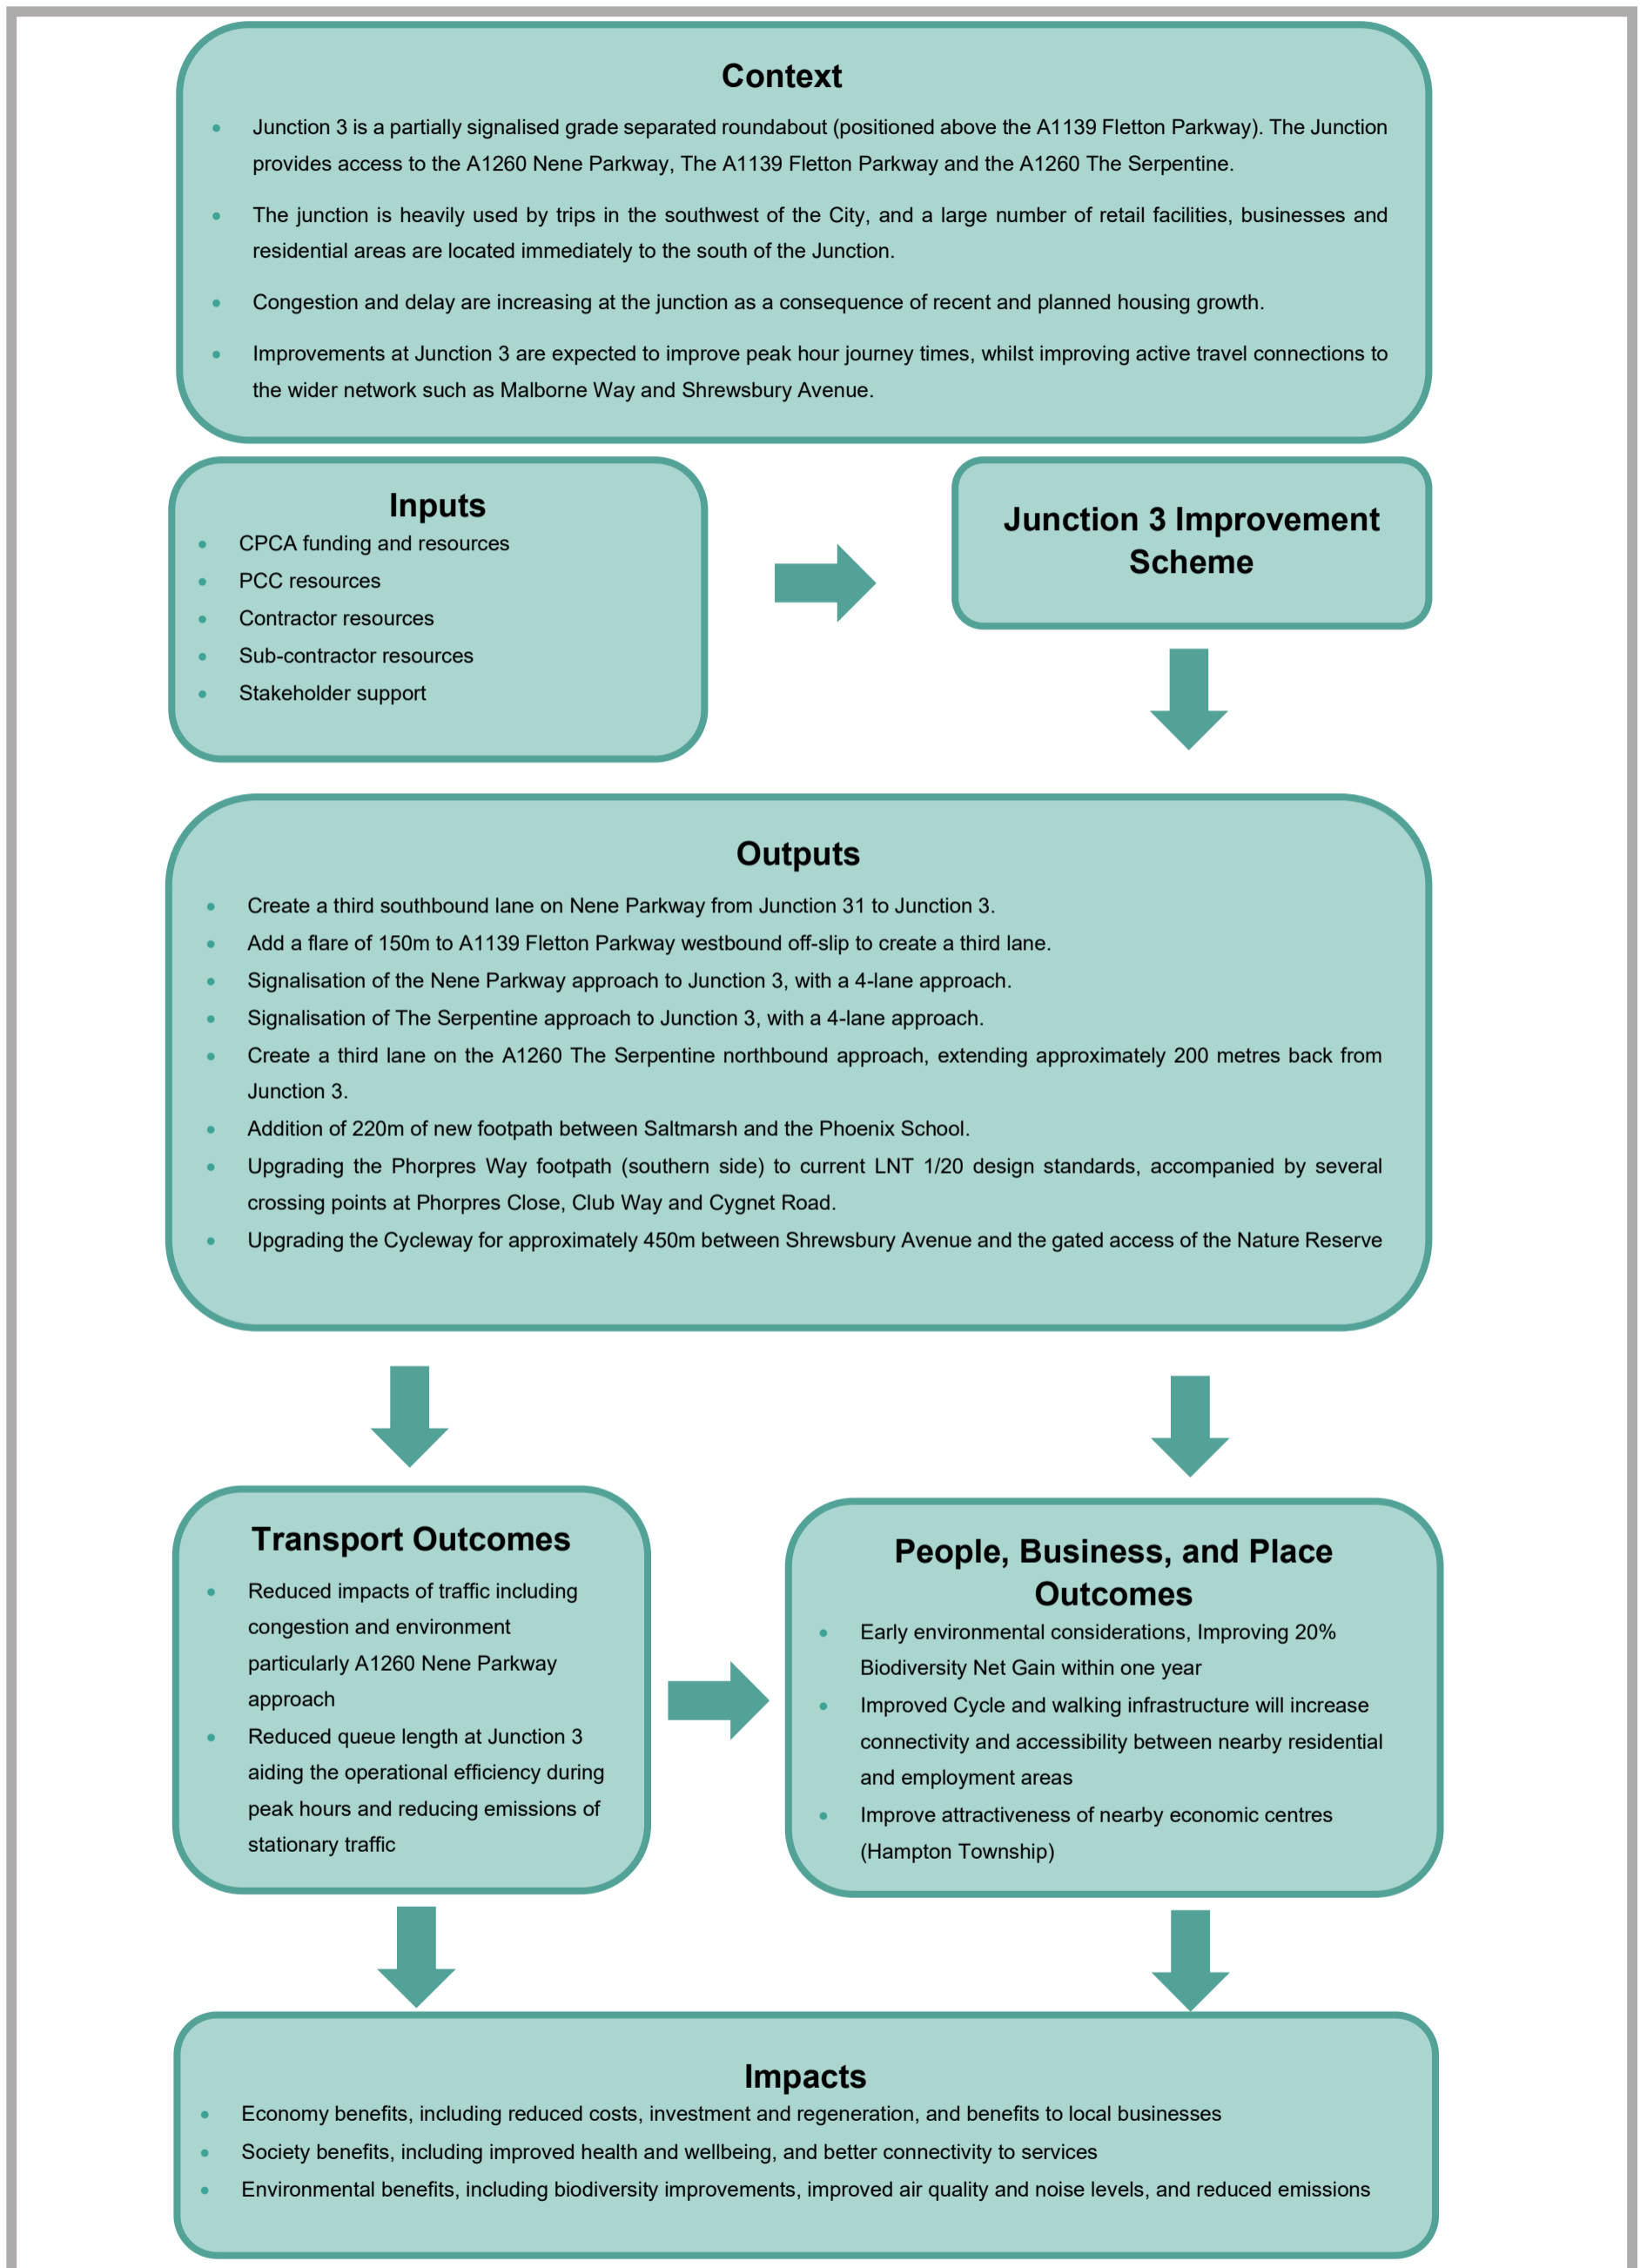 Context
• Junction 3 is a partially signalised grade separated roundabout (positioned above the A1139 Fletton Parkway). The Junction
provides access to the A1260 Nene Parkway, The A1139 Fletton Parkway and the A1260 The Serpentine.
• The junction is heavily used by trips in the southwest of the City, and a large number of retail facilities, businesses and
residential areas are located immediately to the south of the Junction.
• Congestion and delay are increasing at the junction as a consequence of recent and planned housing growth.
• Improvements at Junction 3 are expected to improve peak hour journey times, whilst improving active travel connections to
the wider network such as Malborne Way and Shrewsbury Avenue.
Inputs
• CPCA funding and resources
• PCC resources
• Contractor resources
• Sub-contractor resources
• Stakeholder support
Junction 3 Improvement
Scheme
Outputs
• Create a third southbound lane on Nene Parkway from Junction 31 to Junction 3.
• Add a flare of 150m to A1139 Fletton Parkway westbound off-slip to create a third lane.
• Signalisation of the Nene Parkway approach to Junction 3, with a 4-lane approach.
• Signalisation of The Serpentine approach to Junction 3, with a 4-lane approach.
• Create a third lane on the A1260 The Serpentine northbound approach, extending approximately 200 metres back from
Junction 3.
• Addition of 220m of new footpath between Saltmarsh and the Phoenix School.
• Upgrading the Phorpres Way footpath (southern side) to current LNT 1/20 design standards, accompanied by several
crossing points at Phorpres Close, Club Way and Cygnet Road.
• Upgrading the Cycleway for approximately 450m between Shrewsbury Avenue and the gated access of the Nature Reserve
Transport Outcomes
• Reduced impacts of traffic including
congestion and environment
particularly A1260 Nene Parkway
approach
• Reduced queue length at Junction 3
aiding the operational efficiency during
peak hours and reducing emissions of
stationary traffic
People, Business, and Place
Outcomes
• Early environmental considerations, Improving 20%
Biodiversity Net Gain within one year
• Improved Cycle and walking infrastructure will increase
connectivity and accessibility between nearby residential
and employment areas
• Improve attractiveness of nearby economic centres
(Hampton Township)
Impacts
• Economy benefits, including reduced costs, investment and regeneration, and benefits to local businesses
• Society benefits, including improved health and wellbeing, and better connectivity to services
• Environmental benefits, including biodiversity improvements, improved air quality and noise levels, and reduced emissions